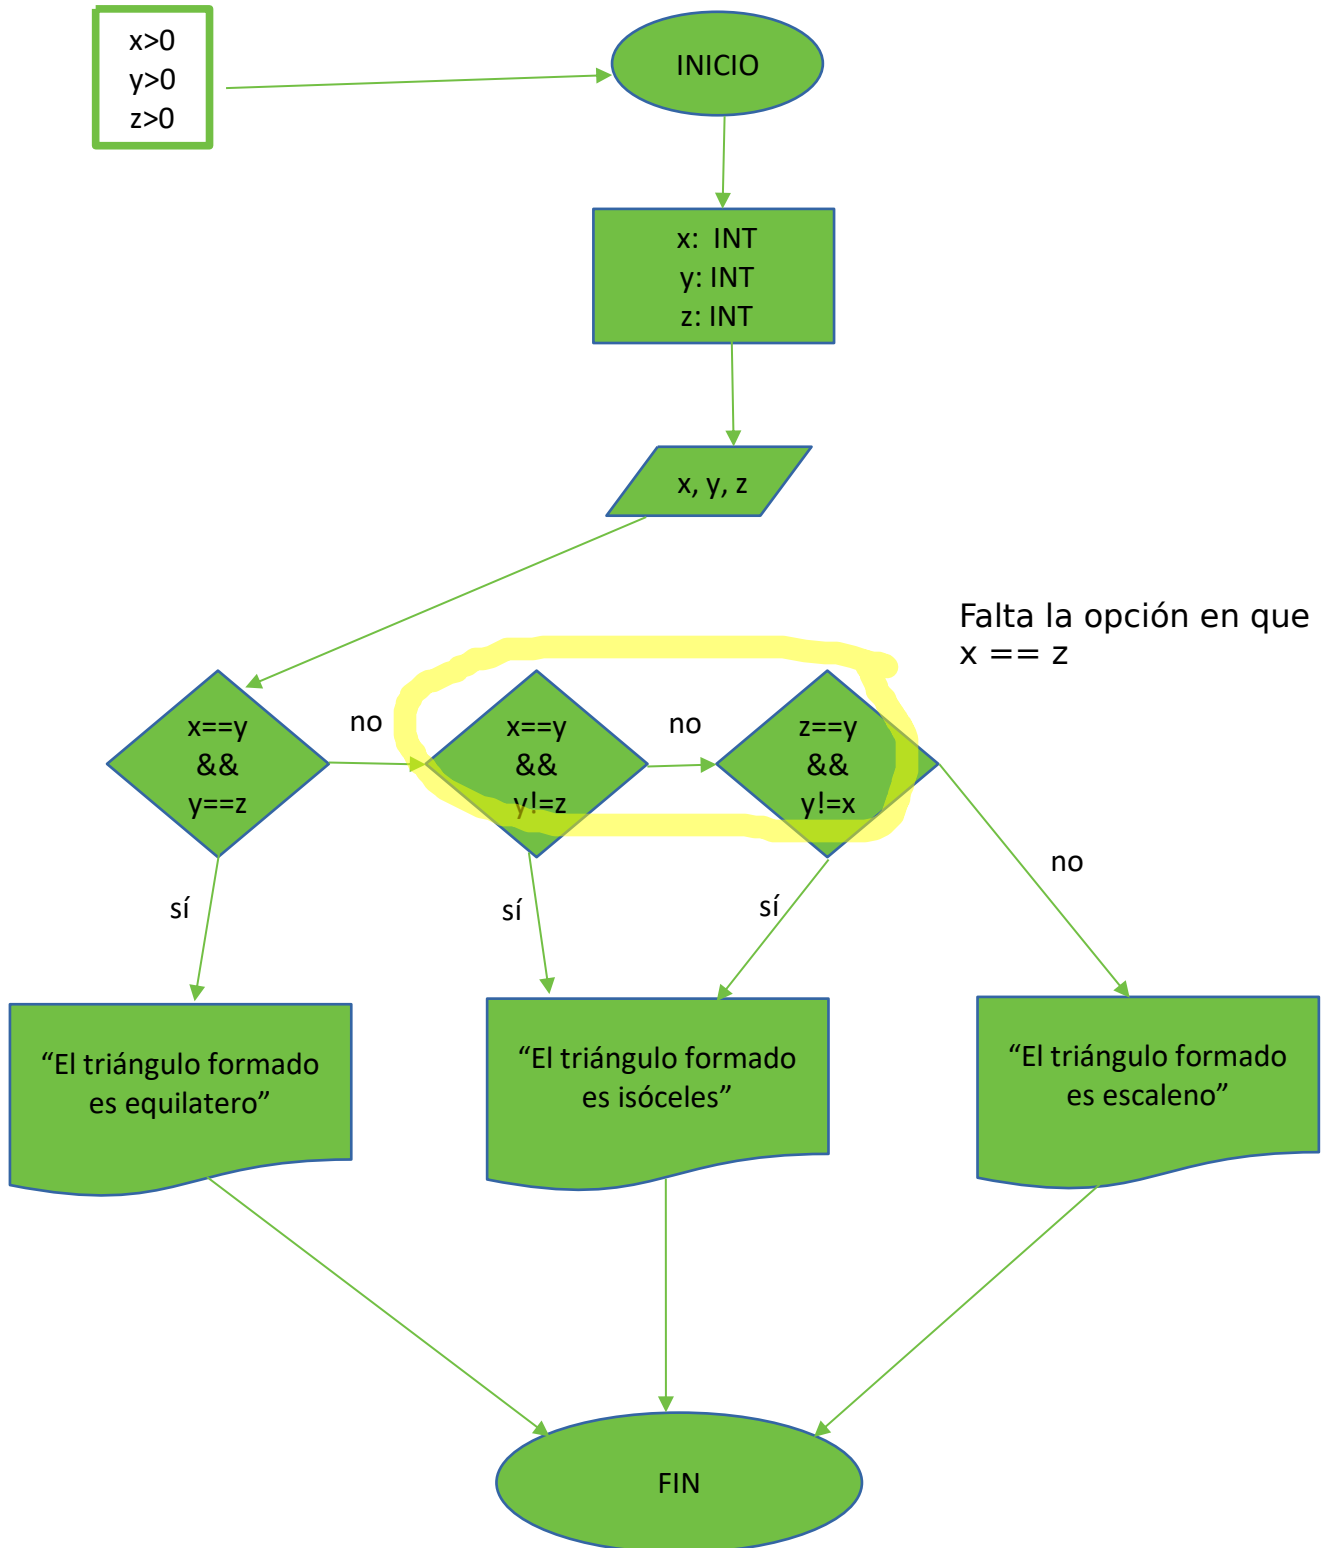 x>0
y>0
z>0
INICIO
x:  INT
y: INT
z: INT
x, y, z
Falta la opción en que
x == z
x==y
&&
y==z
no
x==y
&&
y!=z
no
z==y
&&
y!=x
no
sí
sí
sí
“El triángulo formado
es equilatero”
“El triángulo formado
es isóceles”
“El triángulo formado
es escaleno”
FIN